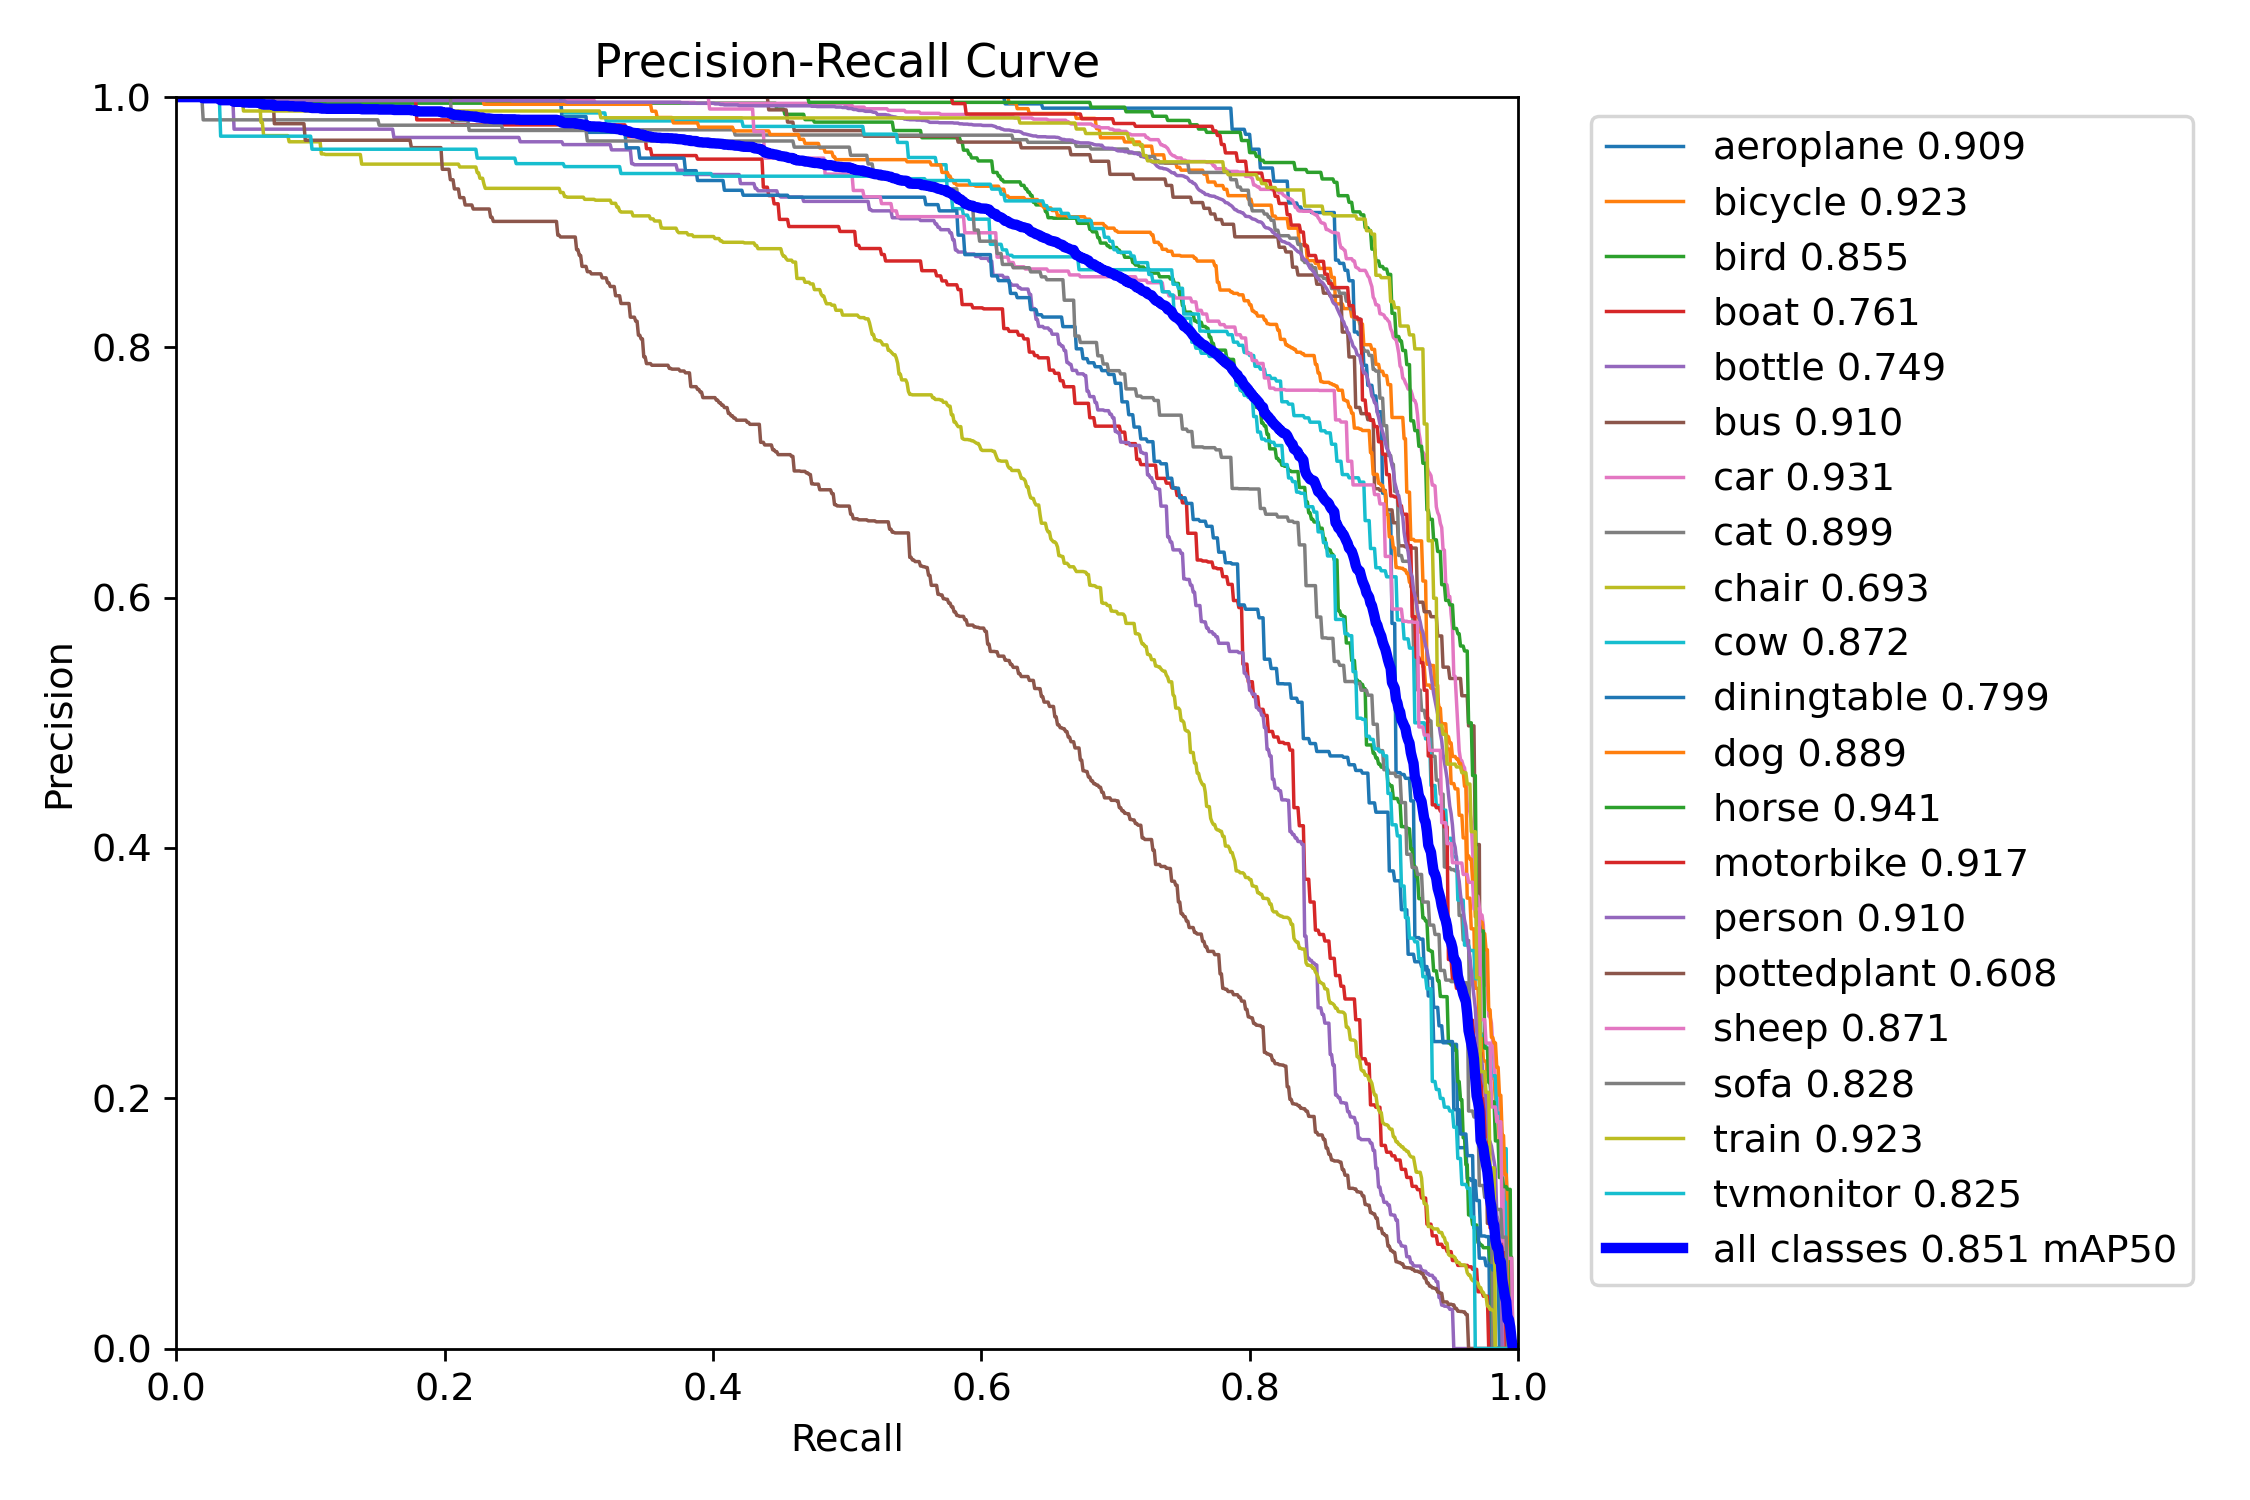 Precision-Recall Curve
1.0
0.8
0.6
0.4
0.2
0.0
Precision
0.0 0.2 0.4 0.6 0.8 1.0
Recall
aeroplane 0.909
bicycle 0.923
bird 0.855
boat 0.761
bottle 0.749
bus 0.910
car 0.931
cat 0.899
chair 0.693
cow 0.872
diningtable 0.799
dog 0.889
horse 0.941
motorbike 0.917
person 0.910
pottedplant 0.608
sheep 0.871
sofa 0.828
train 0.923
tvmonitor 0.825
all classes 0.851 mAP50